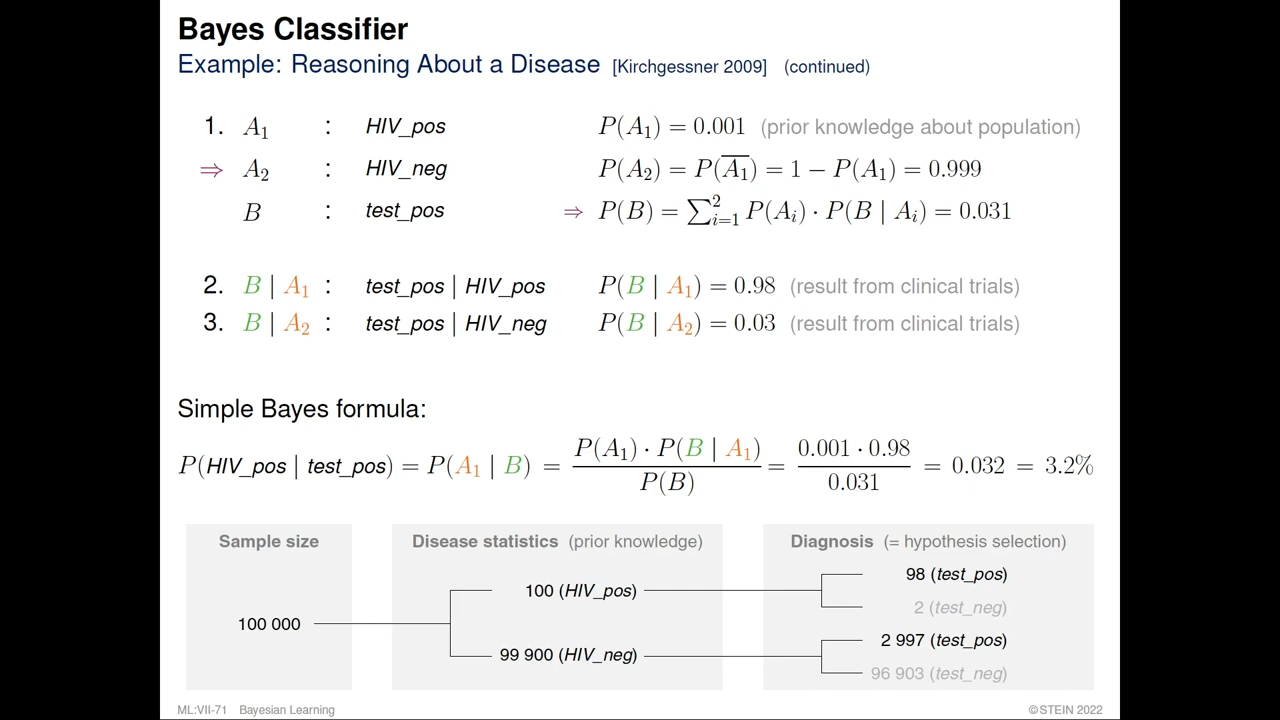 Bayes Classifier
Example: Reasoning About a Disease [Kirchgessner 2009] (continued)
1. A₁ : HIV_pos P(A₁) = 0.001 (prior knowledge about population)
⇒ A₂ : HIV_neg P(A₂) = P(A̅₁) = 1 − P(A₁) = 0.999
B : test_pos ⇒ P(B) = ∑²ᵢ₌₁ P(Aᵢ) · P(B | Aᵢ) = 0.031
2. B | A₁ : test_pos | HIV_pos P(B | A₁) = 0.98 (result from clinical trials)
3. B | A₂ : test_pos | HIV_neg P(B | A₂) = 0.03 (result from clinical trials)
Simple Bayes formula:
P(HIV_pos | test_pos) = P(A₁ | B) = P(A₁) · P(B | A₁) / P(B) = 0.001 · 0.98 / 0.031 = 0.032 = 3.2%
Sample size Disease statistics (prior knowledge) Diagnosis (= hypothesis selection)
98 (test_pos)
100 (HIV_pos)
2 (test_neg)
100 000
2 997 (test_pos)
99 900 (HIV_neg)
96 903 (test_neg)
ML:VII-71 Bayesian Learning ©STEIN 2022